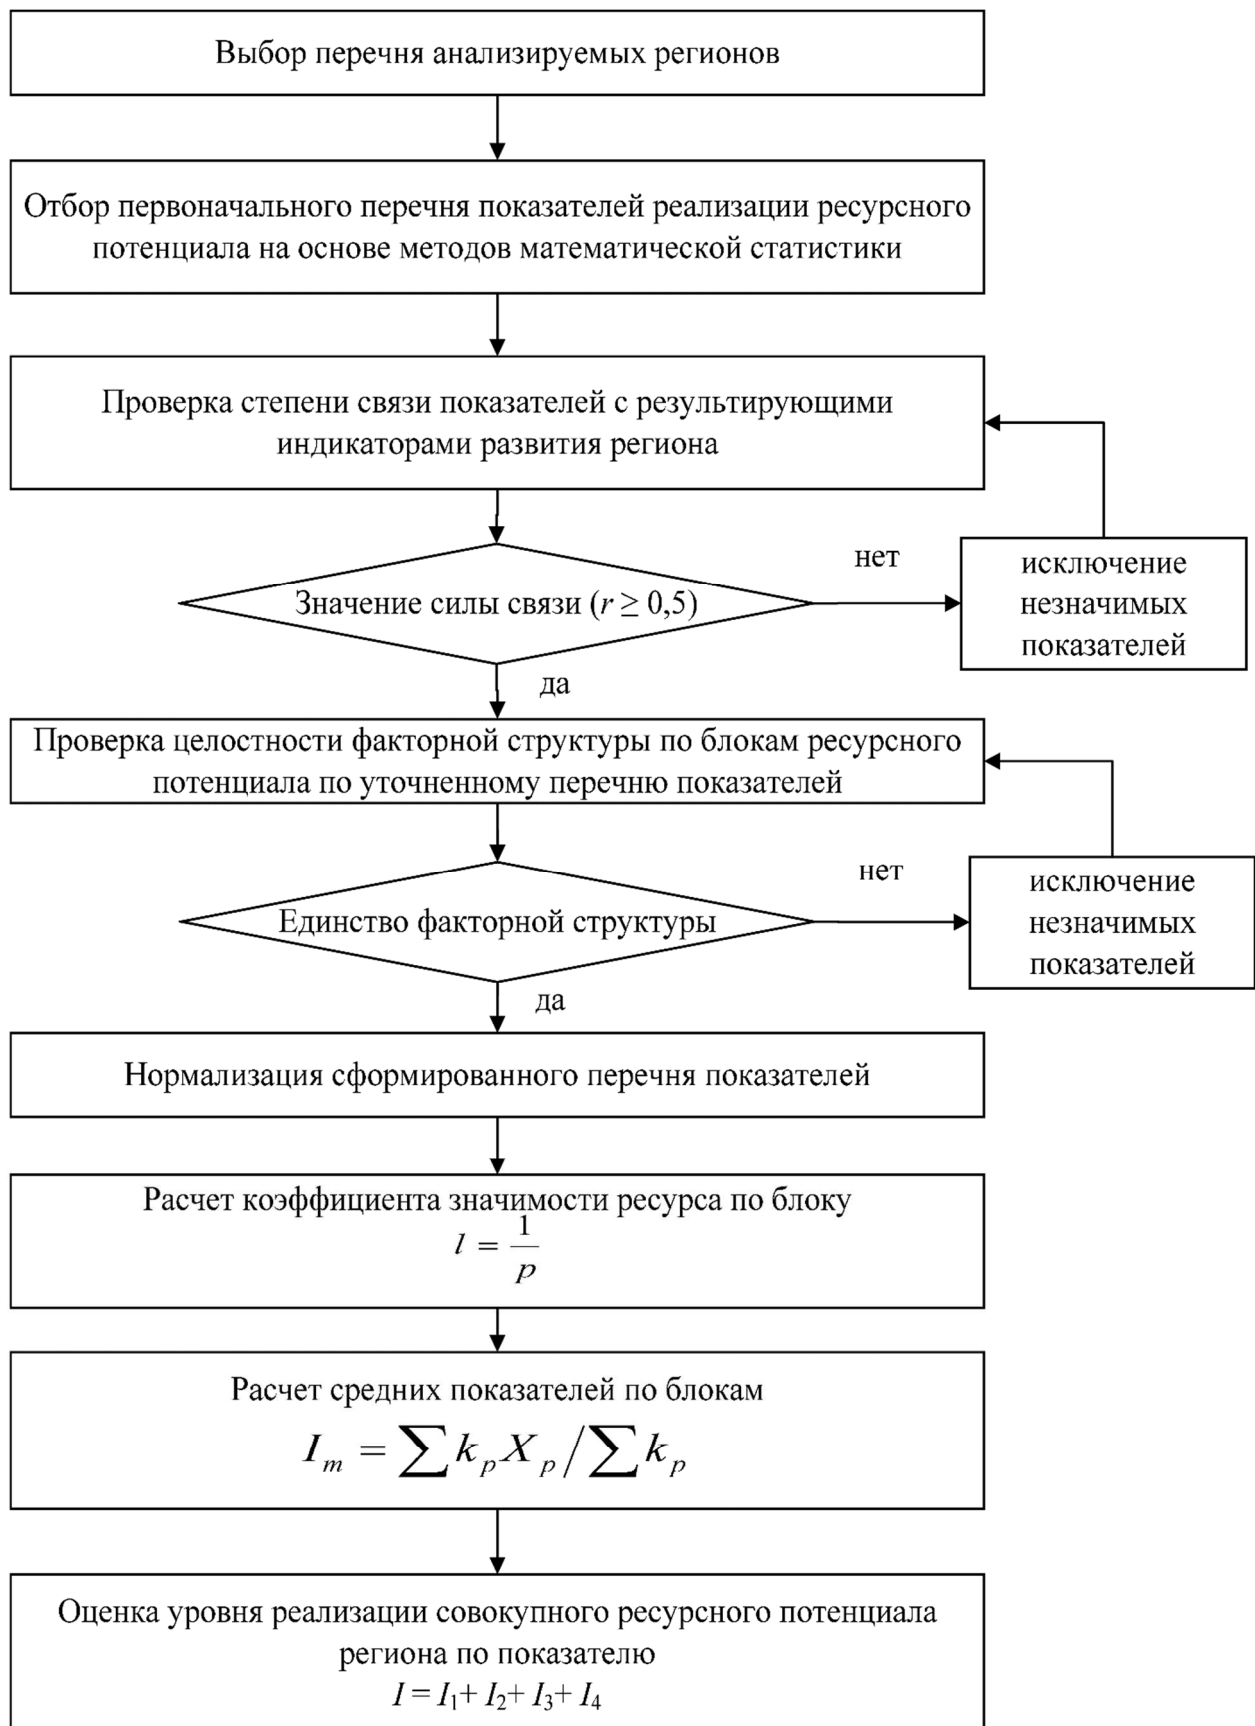 Выбор перечня анализируемых регионов
Отбор первоначального перечня показателей реализации ресурсного
потенциала на основе методов математической статистики
Проверка степени связи показателей с результирующими
индикаторами развития региона
нет
исключение
незначимых
показателей
Значение силы связи (r ≥ 0,5)
да
Проверка целостности факторной структуры по блокам ресурсного
потенциала по уточненному перечню показателей
нет
исключение
незначимых
показателей
Единство факторной структуры
да
Нормализация сформированного перечня показателей
Расчет коэффициента значимости ресурса по блоку
l = 1/p
Расчет средних показателей по блокам
I_m = ∑ k_p X_p / ∑ k_p
Оценка уровня реализации совокупного ресурсного потенциала
региона по показателю
I = I₁+ I₂+ I₃+ I₄